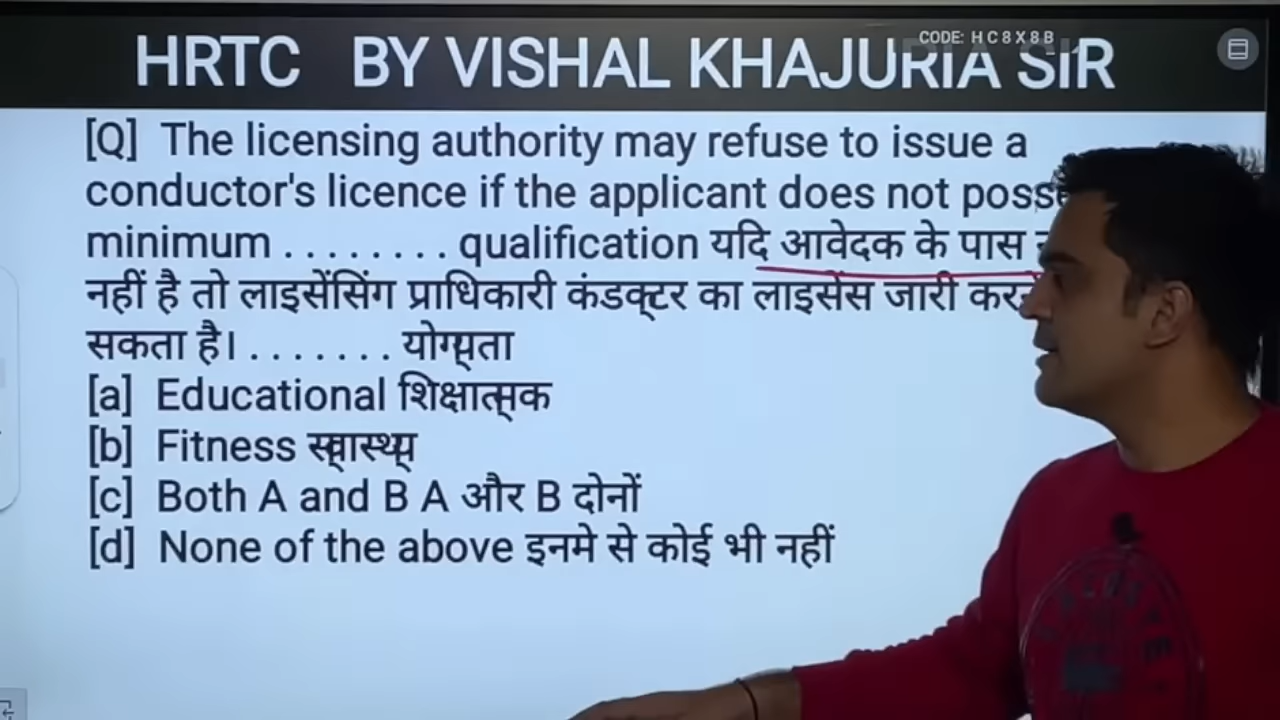 CODE: H C 8 X 8 B
HRTC BY VISHAL KHAJURIA SIR
[Q] The licensing authority may refuse to issue a
conductor's licence if the applicant does not
minimum . . . . . . . . qualification यदि आवेदक के पास
नहीं है तो लाइसेंसिंग प्राधिकारी कंडक्टर का लाइसेंस जारी
सकता है। . . . . . . . योग्यता
[a] Educational शिक्षात्मक
[b] Fitness स्वास्थ्य
[c] Both A and B A और B दोनों
[d] None of the above इनमे से कोई भी नहीं